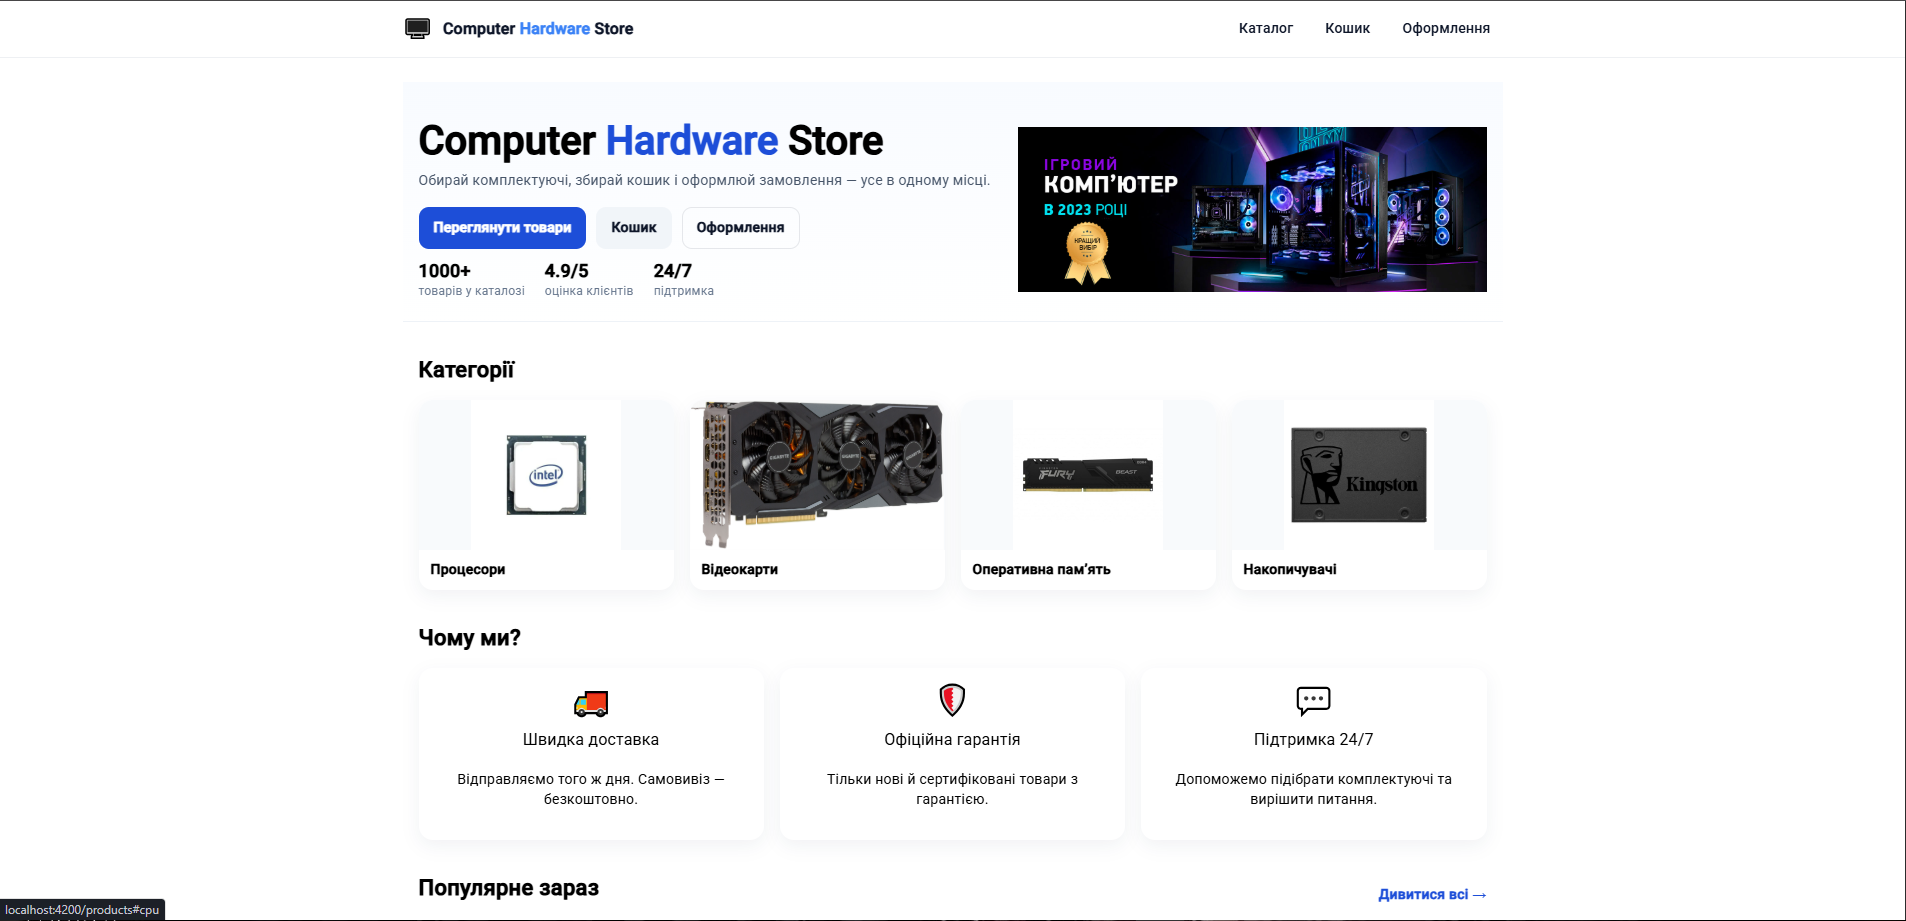 Computer Hardware Store
Каталог
Кошик
Оформлення
Computer Hardware Store
Обирай комплектуючі, збирай кошик і оформлюй замовлення — усе в одному місці.
Переглянути товари
Кошик
Оформлення
1000+
товарів у каталозі
4.9/5
оцінка клієнтів
24/7
підтримка
ІГРОВИЙ
КОМП’ЮТЕР
В 2023 РОЦІ
КРАЩИЙ
ВИБІР
Категорії
intel
GIGABYTE
GIGABYTE
GIGABYTE
FURY
BEAST
Kingston
Процесори
Відеокарти
Оперативна пам’ять
Накопичувачі
Чому ми?
Швидка доставка
Відправляємо того ж дня. Самовивіз —
безкоштовно.
Офіційна гарантія
Тільки нові й сертифіковані товари з
гарантією.
Підтримка 24/7
Допоможемо підібрати комплектуючі та
вирішити питання.
Популярне зараз
Дивитися всі →
localhost:4200/products#cpu